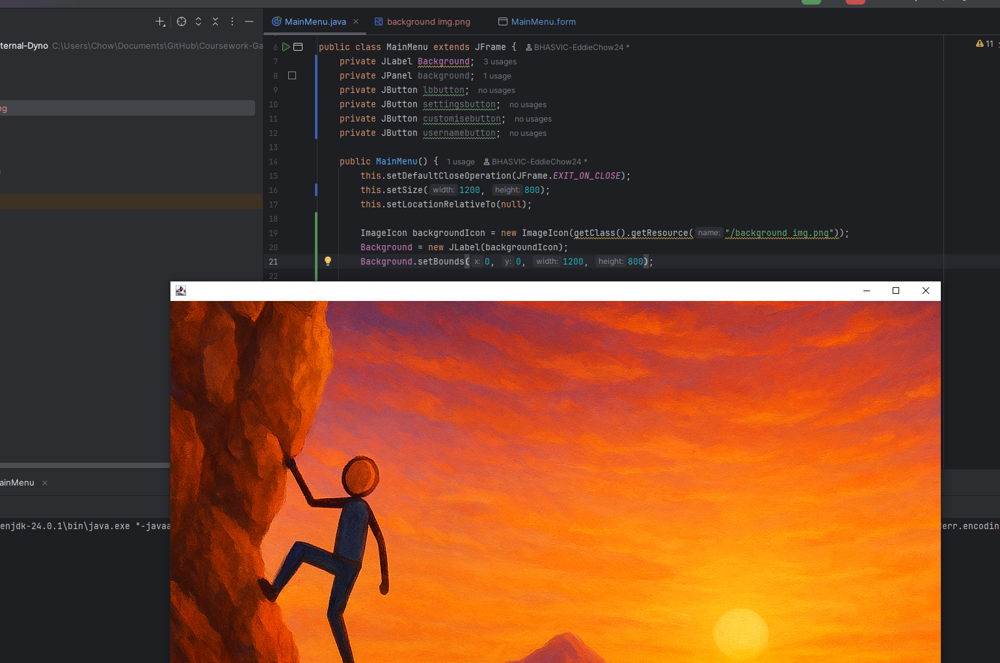 MainMenu.java
background img.png
MainMenu.form
ternal-Dyno C:\Users\Chow\Documents\GitHub\Coursework-Ga
ng
11
6 public class MainMenu extends JFrame { BHASVIC-EddieChow24 *
7 private JLabel Background; 3 usages
8 private JPanel background; 1 usage
9 private JButton lbbutton; no usages
10 private JButton settingsbutton; no usages
11 private JButton customisebutton; no usages
12 private JButton usernamebutton; no usages
13
14 public MainMenu() { 1 usage BHASVIC-EddieChow24 *
15 this.setDefaultCloseOperation(JFrame.EXIT_ON_CLOSE);
16 this.setSize( width: 1200, height: 800);
17 this.setLocationRelativeTo(null);
18
19 ImageIcon backgroundIcon = new ImageIcon(getClass().getResource( name: "/background img.png"));
20 Background = new JLabel(backgroundIcon);
21 Background.setBounds( x: 0, y: 0, width: 1200, height: 800);
22
ainMenu
enjdk-24.0.1\bin\java.exe "-javaa
err.encodin